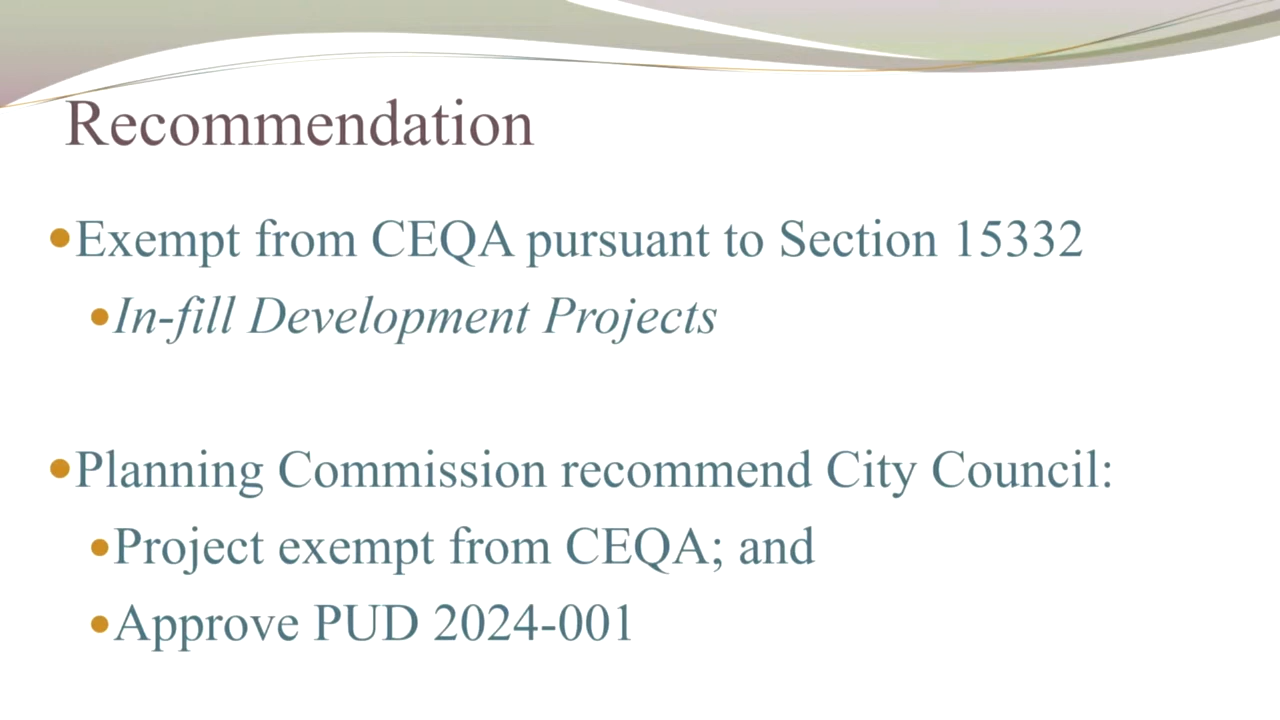 Recommendation
•Exempt from CEQA pursuant to Section 15332
•In-fill Development Projects
•Planning Commission recommend City Council:
•Project exempt from CEQA; and
•Approve PUD 2024-001